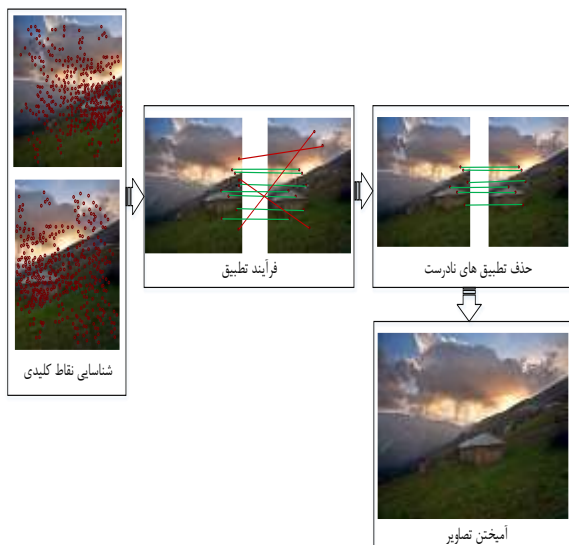 شناسایی نقاط کلیدی
فرآیند تطبیق
حذف تطبیق های نادرست
آمیختن تصاویر